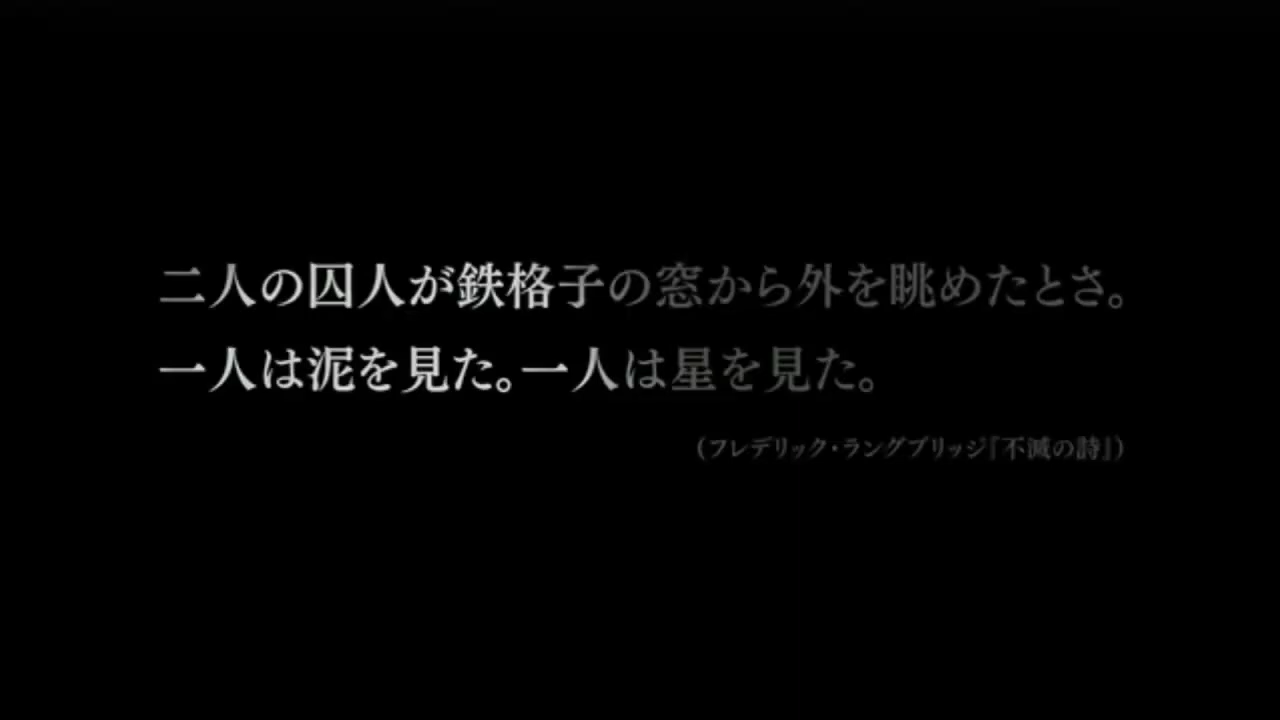 二人の囚人が鉄格子の窓から外を眺めたとさ。
一人は泥を見た。一人は星を見た。
（フレデリック・ラングブリッジ『不滅の詩』）